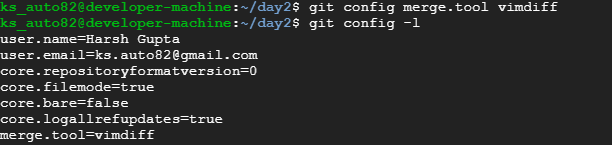 ks_auto82@developer-machine:~/day2$ git config merge.tool vimdiff
ks_auto82@developer-machine:~/day2$ git config -l
user.name=Harsh Gupta
user.email=ks.auto82@gmail.com
core.repositoryformatversion=0
core.filemode=true
core.bare=false
core.logallrefupdates=true
merge.tool=vimdiff